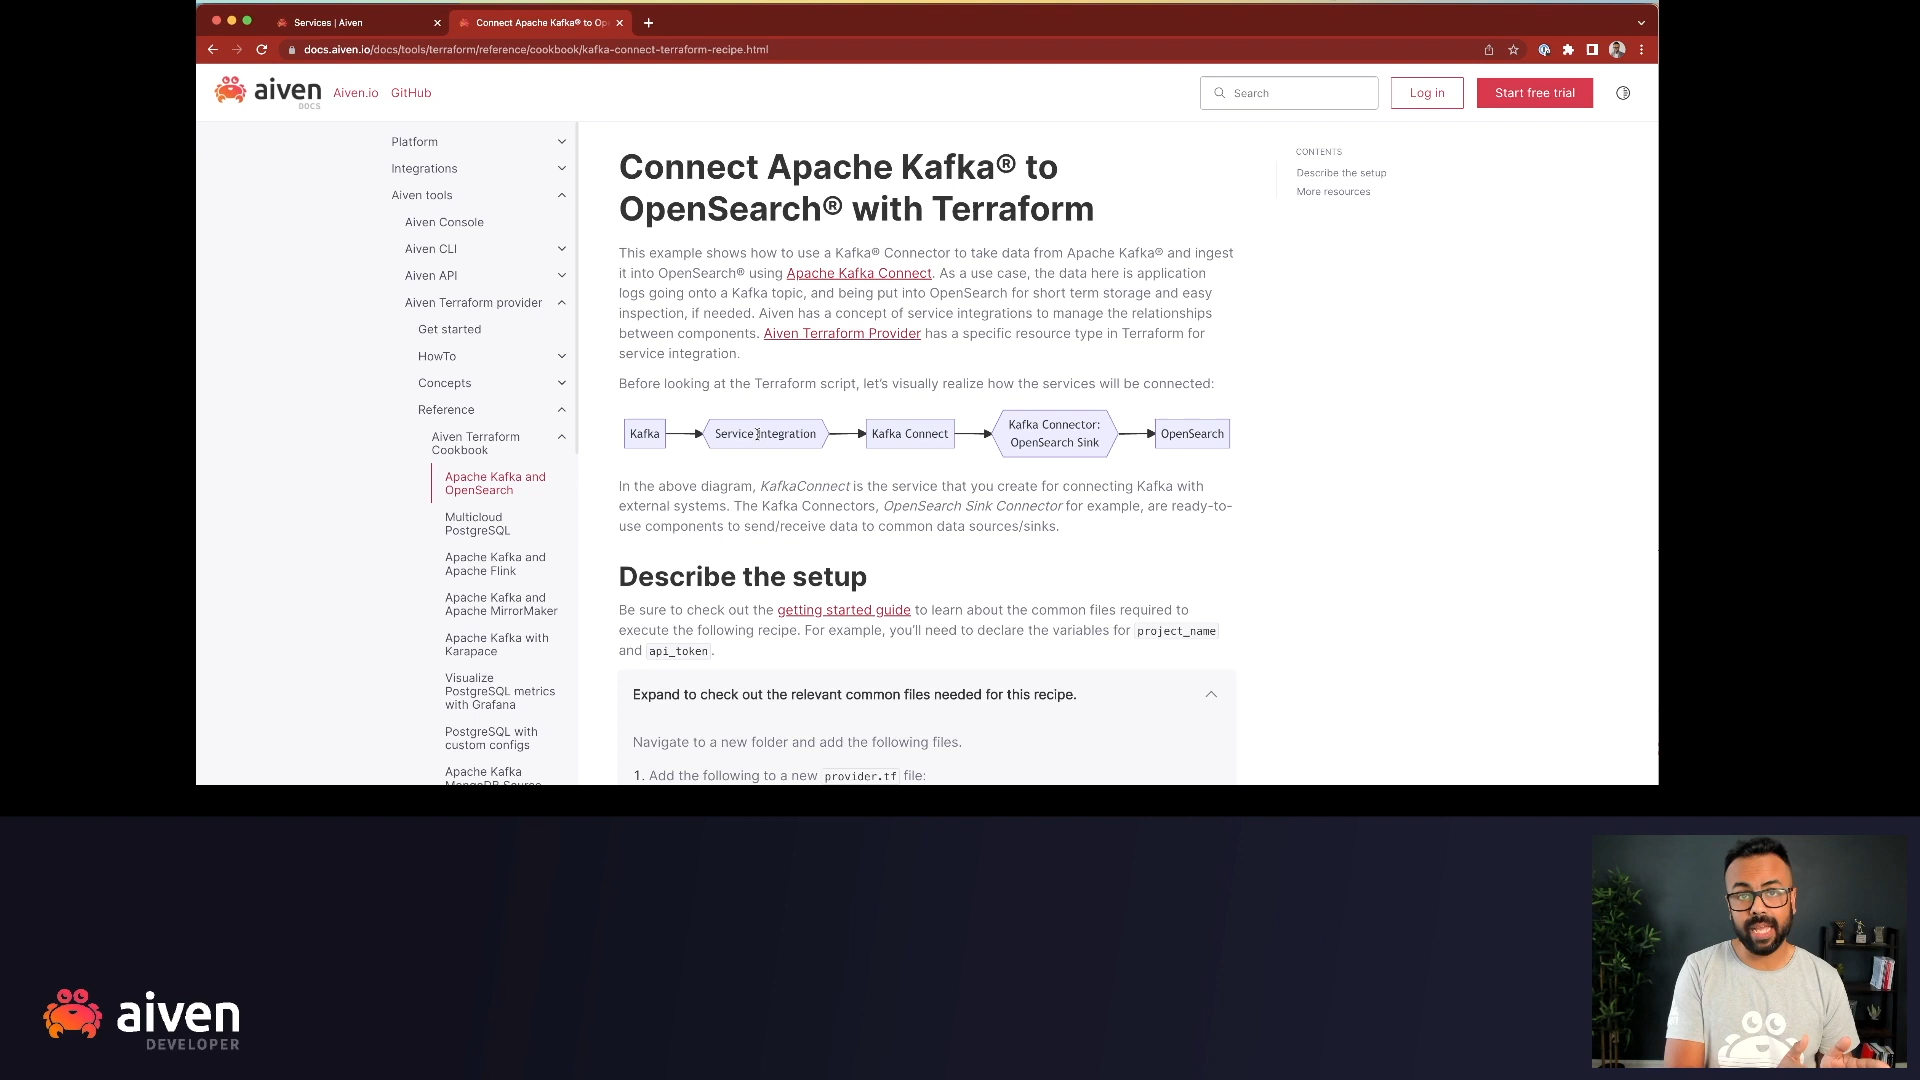 Services | Aiven
Connect Apache Kafka® to Op
docs.aiven.io/docs/tools/terraform/reference/cookbook/kafka-connect-terraform-recipe.html
aiven
DOCS
Aiven.io
GitHub
Search
Log in
Start free trial
Platform
Integrations
Aiven tools
Aiven Console
Aiven CLI
Aiven API
Aiven Terraform provider
Get started
HowTo
Concepts
Reference
Aiven Terraform
Cookbook
Apache Kafka and
OpenSearch
Multicloud
PostgreSQL
Apache Kafka and
Apache Flink
Apache Kafka and
Apache MirrorMaker
Apache Kafka with
Karapace
Visualize
PostgreSQL metrics
with Grafana
PostgreSQL with
custom configs
Apache Kafka
MongoDB Source
Connect Apache Kafka® to
OpenSearch® with Terraform
This example shows how to use a Kafka® Connector to take data from Apache Kafka® and ingest
it into OpenSearch® using Apache Kafka Connect. As a use case, the data here is application
logs going onto a Kafka topic, and being put into OpenSearch for short term storage and easy
inspection, if needed. Aiven has a concept of service integrations to manage the relationships
between components. Aiven Terraform Provider has a specific resource type in Terraform for
service integration.
Before looking at the Terraform script, let's visually realize how the services will be connected:
Kafka
Service Integration
Kafka Connect
Kafka Connector:
OpenSearch Sink
OpenSearch
In the above diagram, KafkaConnect is the service that you create for connecting Kafka with
external systems. The Kafka Connectors, OpenSearch Sink Connector for example, are ready-to-
use components to send/receive data to common data sources/sinks.
Describe the setup
Be sure to check out the getting started guide to learn about the common files required to
execute the following recipe. For example, you'll need to declare the variables for project_name
and api_token.
Expand to check out the relevant common files needed for this recipe.
Navigate to a new folder and add the following files.
1. Add the following to a new provider.tf file:
CONTENTS
Describe the setup
More resources
aiven
DEVELOPER